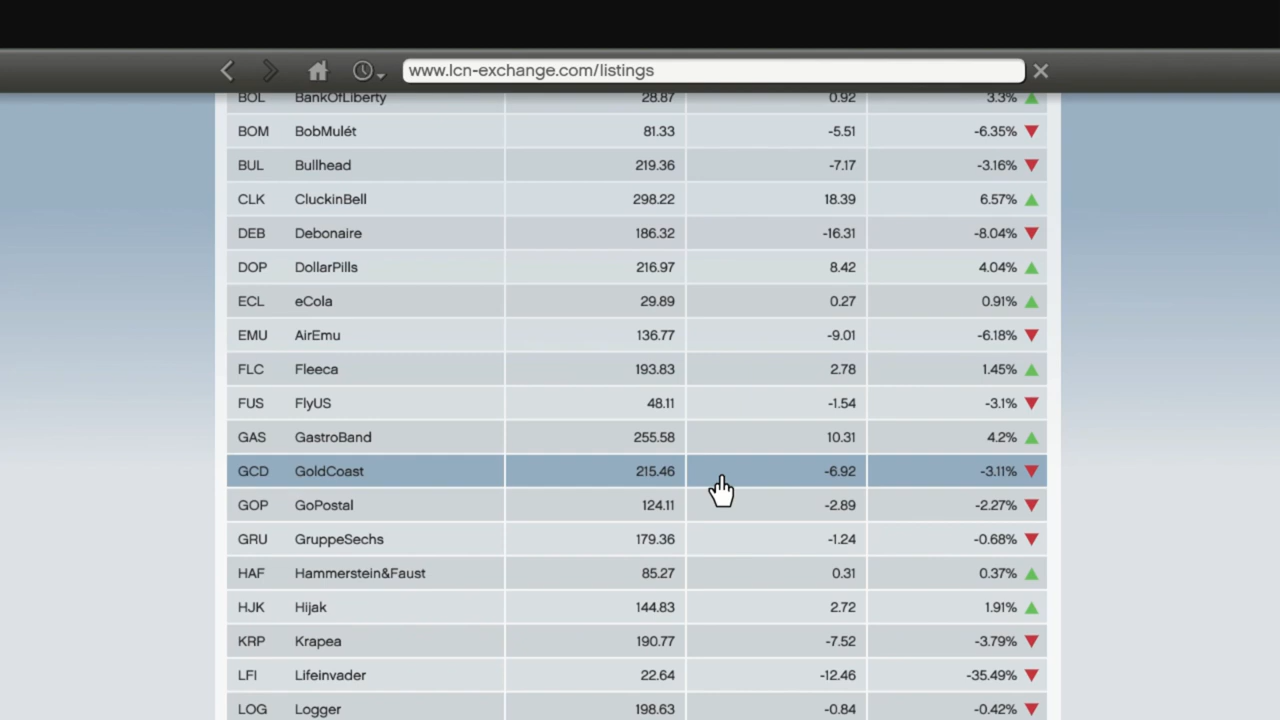 www.lcn-exchange.com/listings
BOL BankOfLiberty 28.87 0.92 3.3%
BOM BobMulét 81.33 -5.51 -6.35%
BUL Bullhead 219.36 -7.17 -3.16%
CLK CluckinBell 298.22 18.39 6.57%
DEB Debonaire 186.32 -16.31 -8.04%
DOP DollarPills 216.97 8.42 4.04%
ECL eCola 29.89 0.27 0.91%
EMU AirEmu 136.77 -9.01 -6.18%
FLC Fleeca 193.83 2.78 1.45%
FUS FlyUS 48.11 -1.54 -3.1%
GAS GastroBand 255.58 10.31 4.2%
GCD GoldCoast 215.46 -6.92 -3.11%
GOP GoPostal 124.11 -2.89 -2.27%
GRU GruppeSechs 179.36 -1.24 -0.68%
HAF Hammerstein&Faust 85.27 0.31 0.37%
HJK Hijak 144.83 2.72 1.91%
KRP Krapea 190.77 -7.52 -3.79%
LFI Lifeinvader 22.64 -12.46 -35.49%
LOG Logger 198.63 -0.84 -0.42%